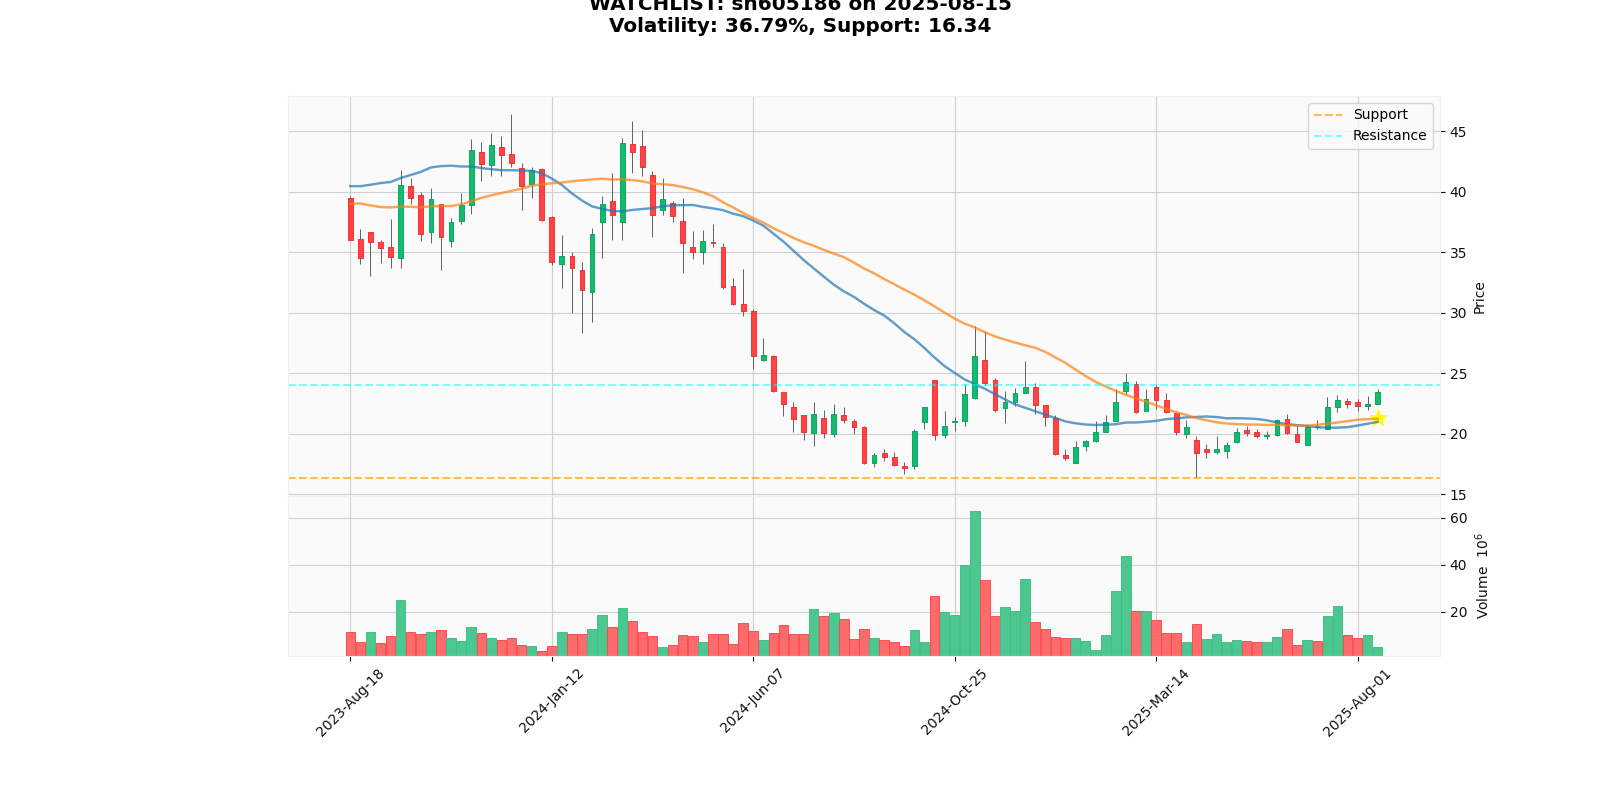 WATCHLIST: sh605186 on 2025-08-15
Volatility: 36.79%, Support: 16.34
Support
Resistance
45
40
35
30
25
20
15
Price
60
40
20
Volume 10⁶
2023-Aug-18
2024-Jan-12
2024-Jun-07
2024-Oct-25
2025-Mar-14
2025-Aug-01